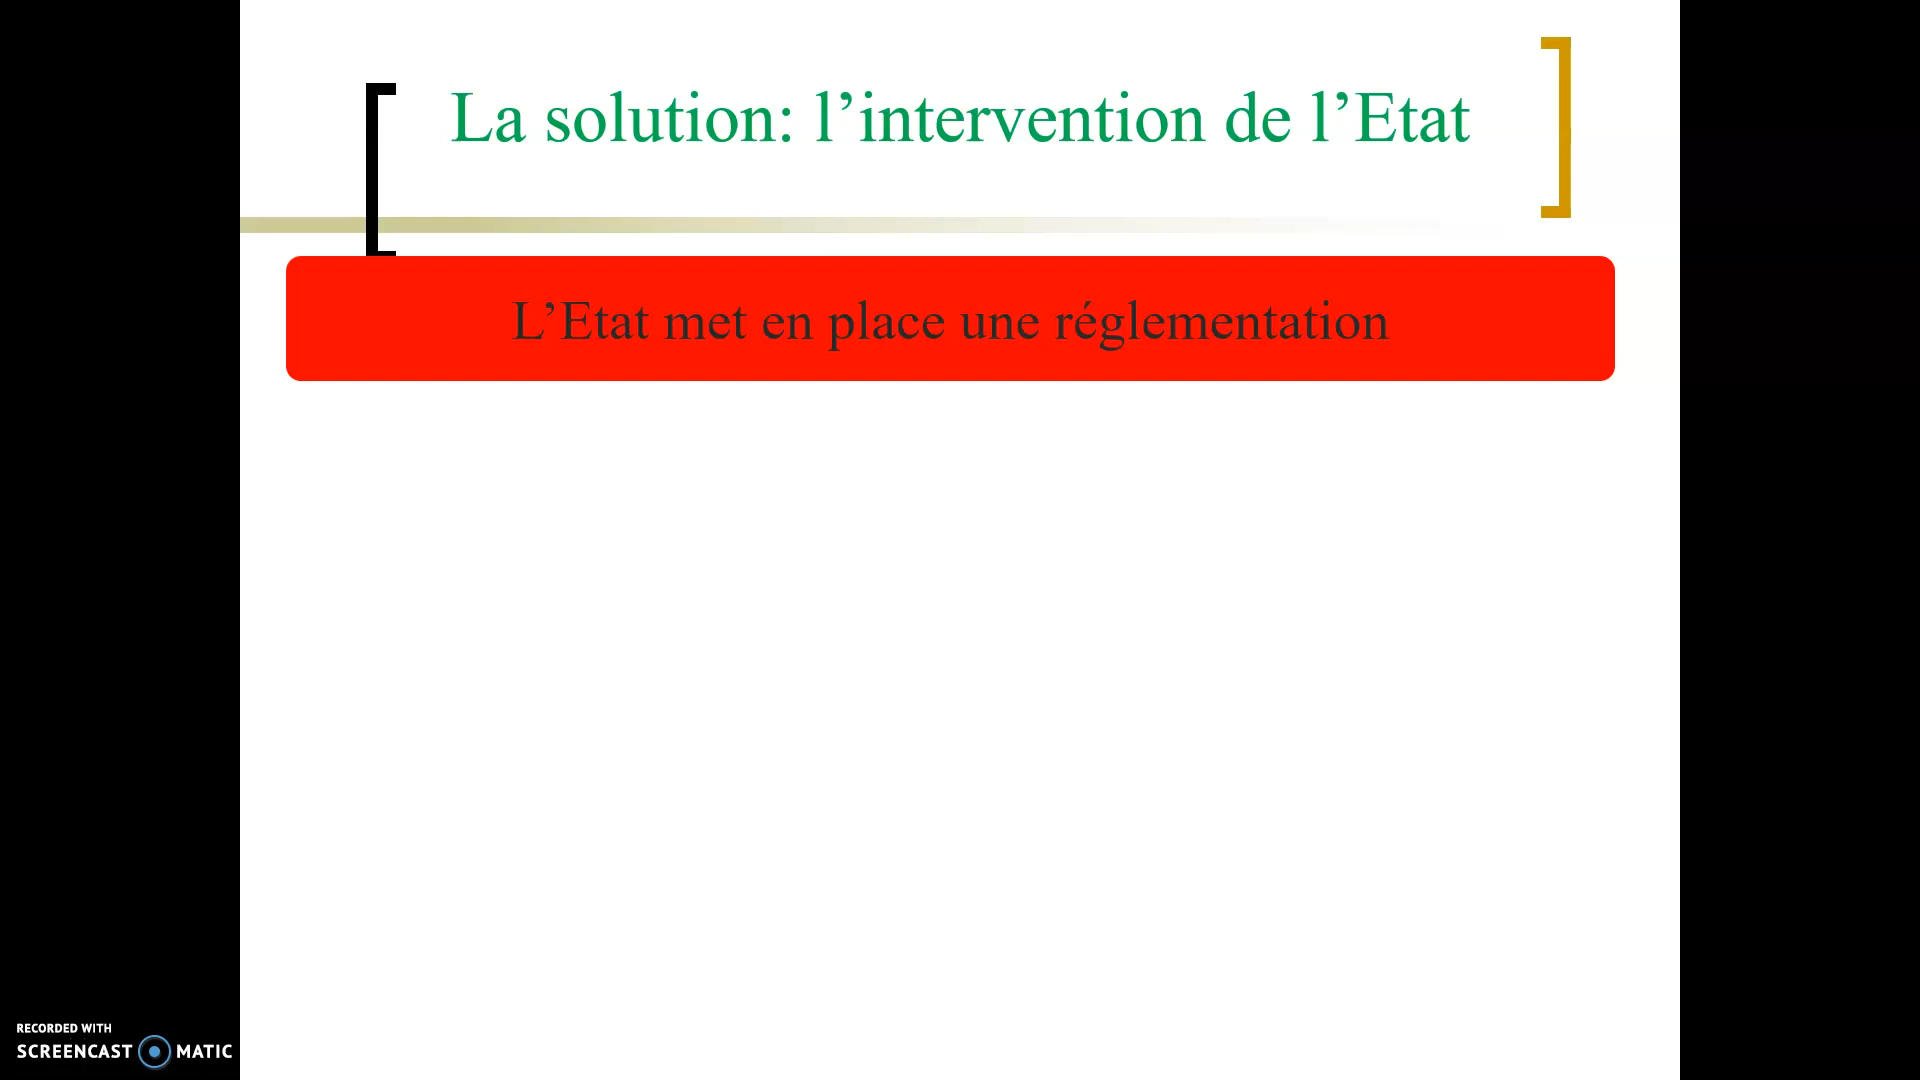 La solution: l’intervention de l’Etat
L’Etat met en place une réglementation
RECORDED WITH
SCREENCAST MATIC